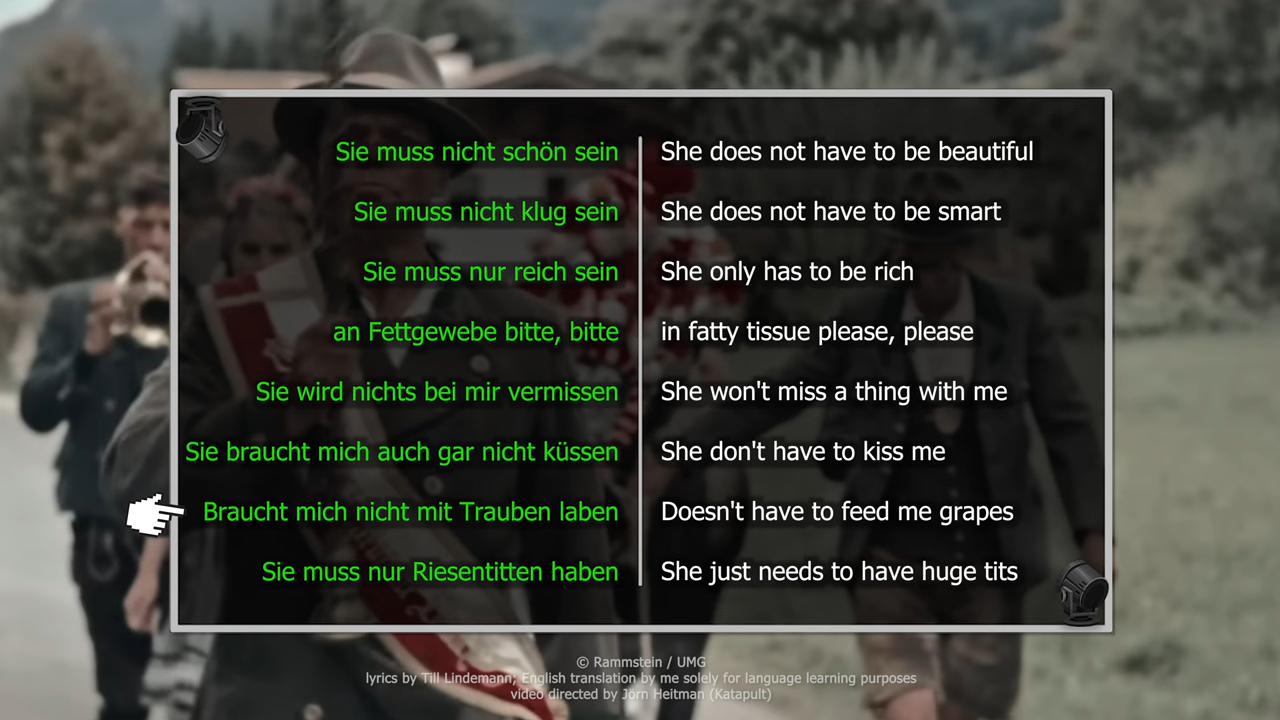 Sie muss nicht schön sein She does not have to be beautiful
Sie muss nicht klug sein She does not have to be smart
Sie muss nur reich sein She only has to be rich
an Fettgewebe bitte, bitte in fatty tissue please, please
Sie wird nichts bei mir vermissen She won't miss a thing with me
Sie braucht mich auch gar nicht küssen She don't have to kiss me
Braucht mich nicht mit Trauben laben Doesn't have to feed me grapes
Sie muss nur Riesentitten haben She just needs to have huge tits
© Rammstein / UMG
lyrics by Till Lindemann; English translation by me solely for language learning purposes
video directed by Jörn Heitman (Katapult)